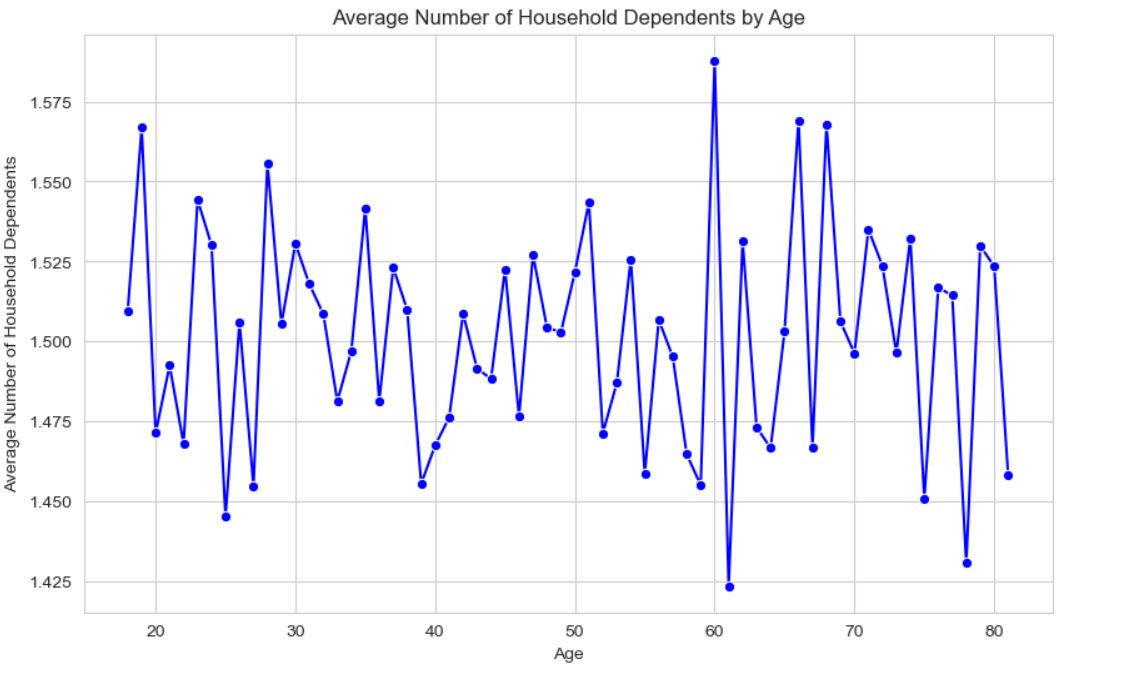 Average Number of Household Dependents by Age
Average Number of Household Dependents
1.575
1.550
1.525
1.500
1.475
1.450
1.425
20 30 40 50 60 70 80
Age